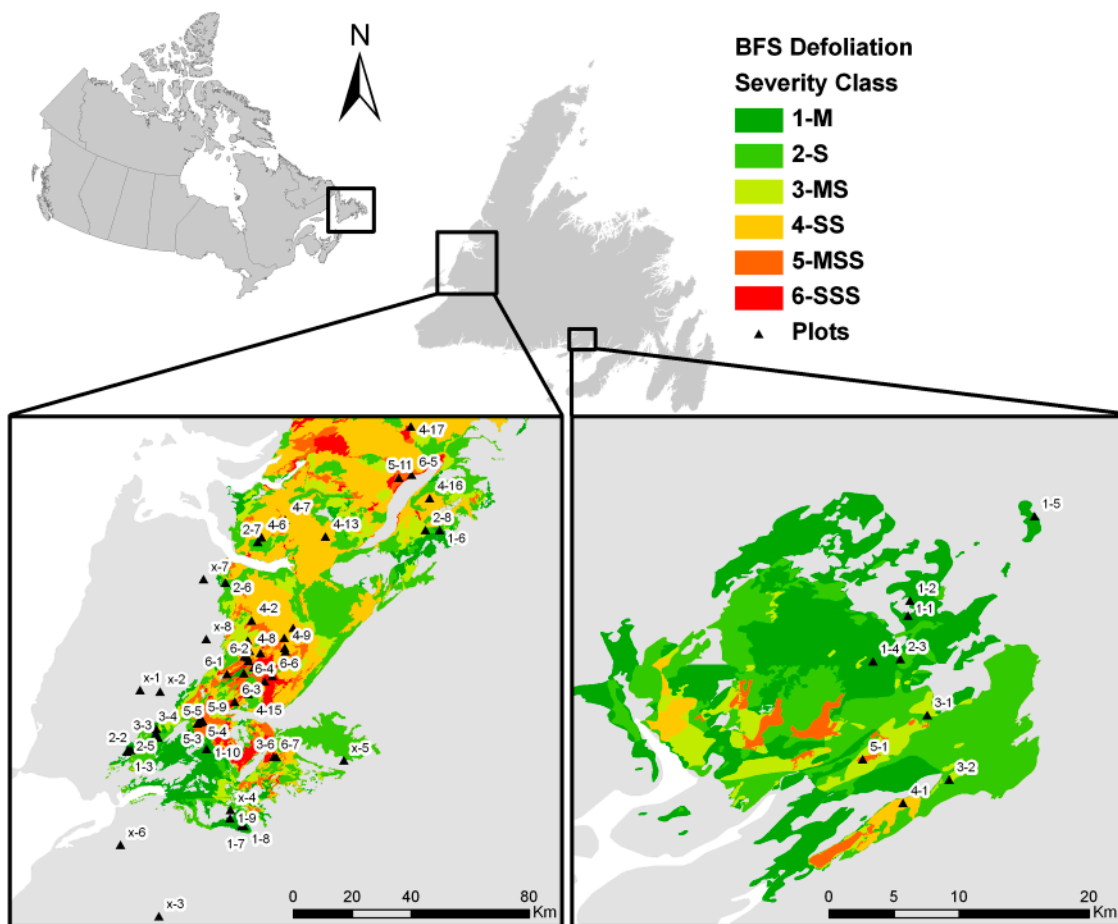 N
BFS Defoliation
Severity Class
1-M
2-S
3-MS
4-SS
5-MSS
6-SSS
Plots
4-17
5-11 6-5
4-16
4-7
2-7 4-6 4-13 2-8
1-6
x-7
2-6
4-2
x-8
4-8 4-9
6-2
6-1 6-4 6-6
x-1 x-2
6-3
5-9 4-15
3-3 3-4 5-5
2-2 2-5 5-3 5-4 3-6 6-7
1-3 1-10 x-5
x-4
1-9
x-6 1-7 1-8
x-3
0 20 40 80
Km
1-5
1-2
1-1
1-4 2-3
3-1
5-1
3-2
4-1
0 5 10 20
Km